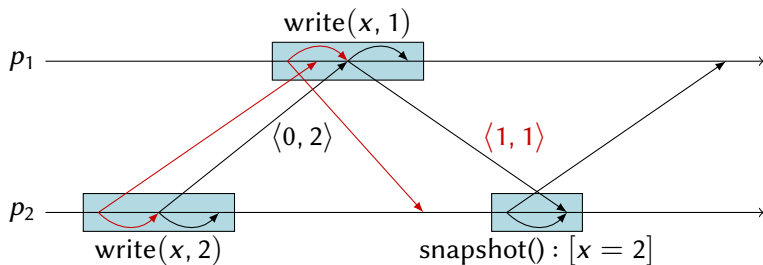 write(x, 1)
p₁
⟨0, 2⟩
⟨1, 1⟩
p₂
write(x, 2)
snapshot() : [x = 2]